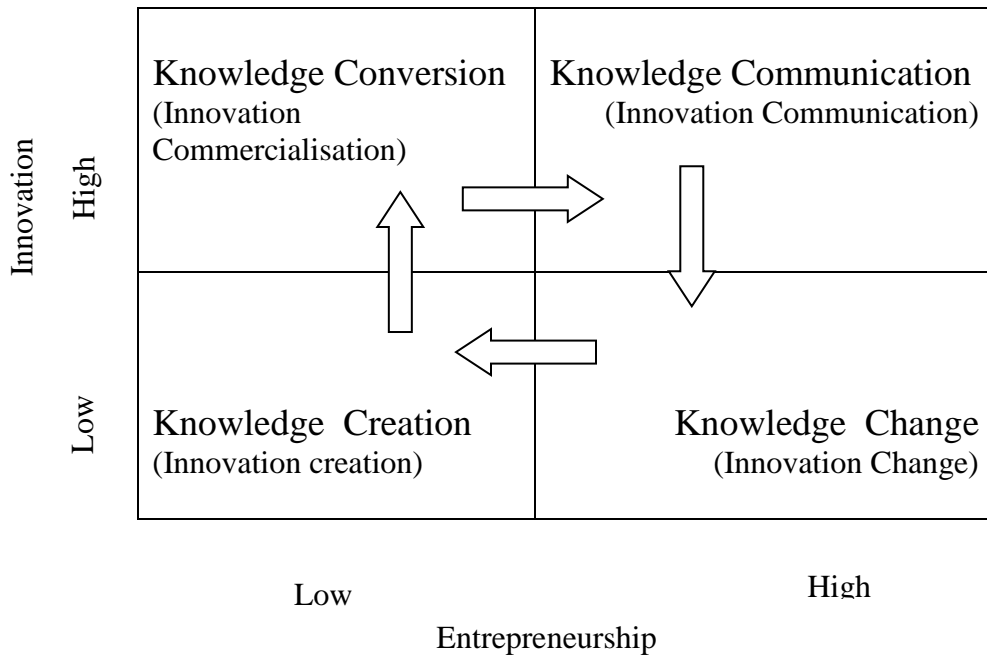 Knowledge Conversion
(Innovation
Commercialisation)
Knowledge Communication
(Innovation Communication)
Innovation
High
Low
Knowledge Creation
(Innovation creation)
Knowledge Change
(Innovation Change)
Low
High
Entrepreneurship